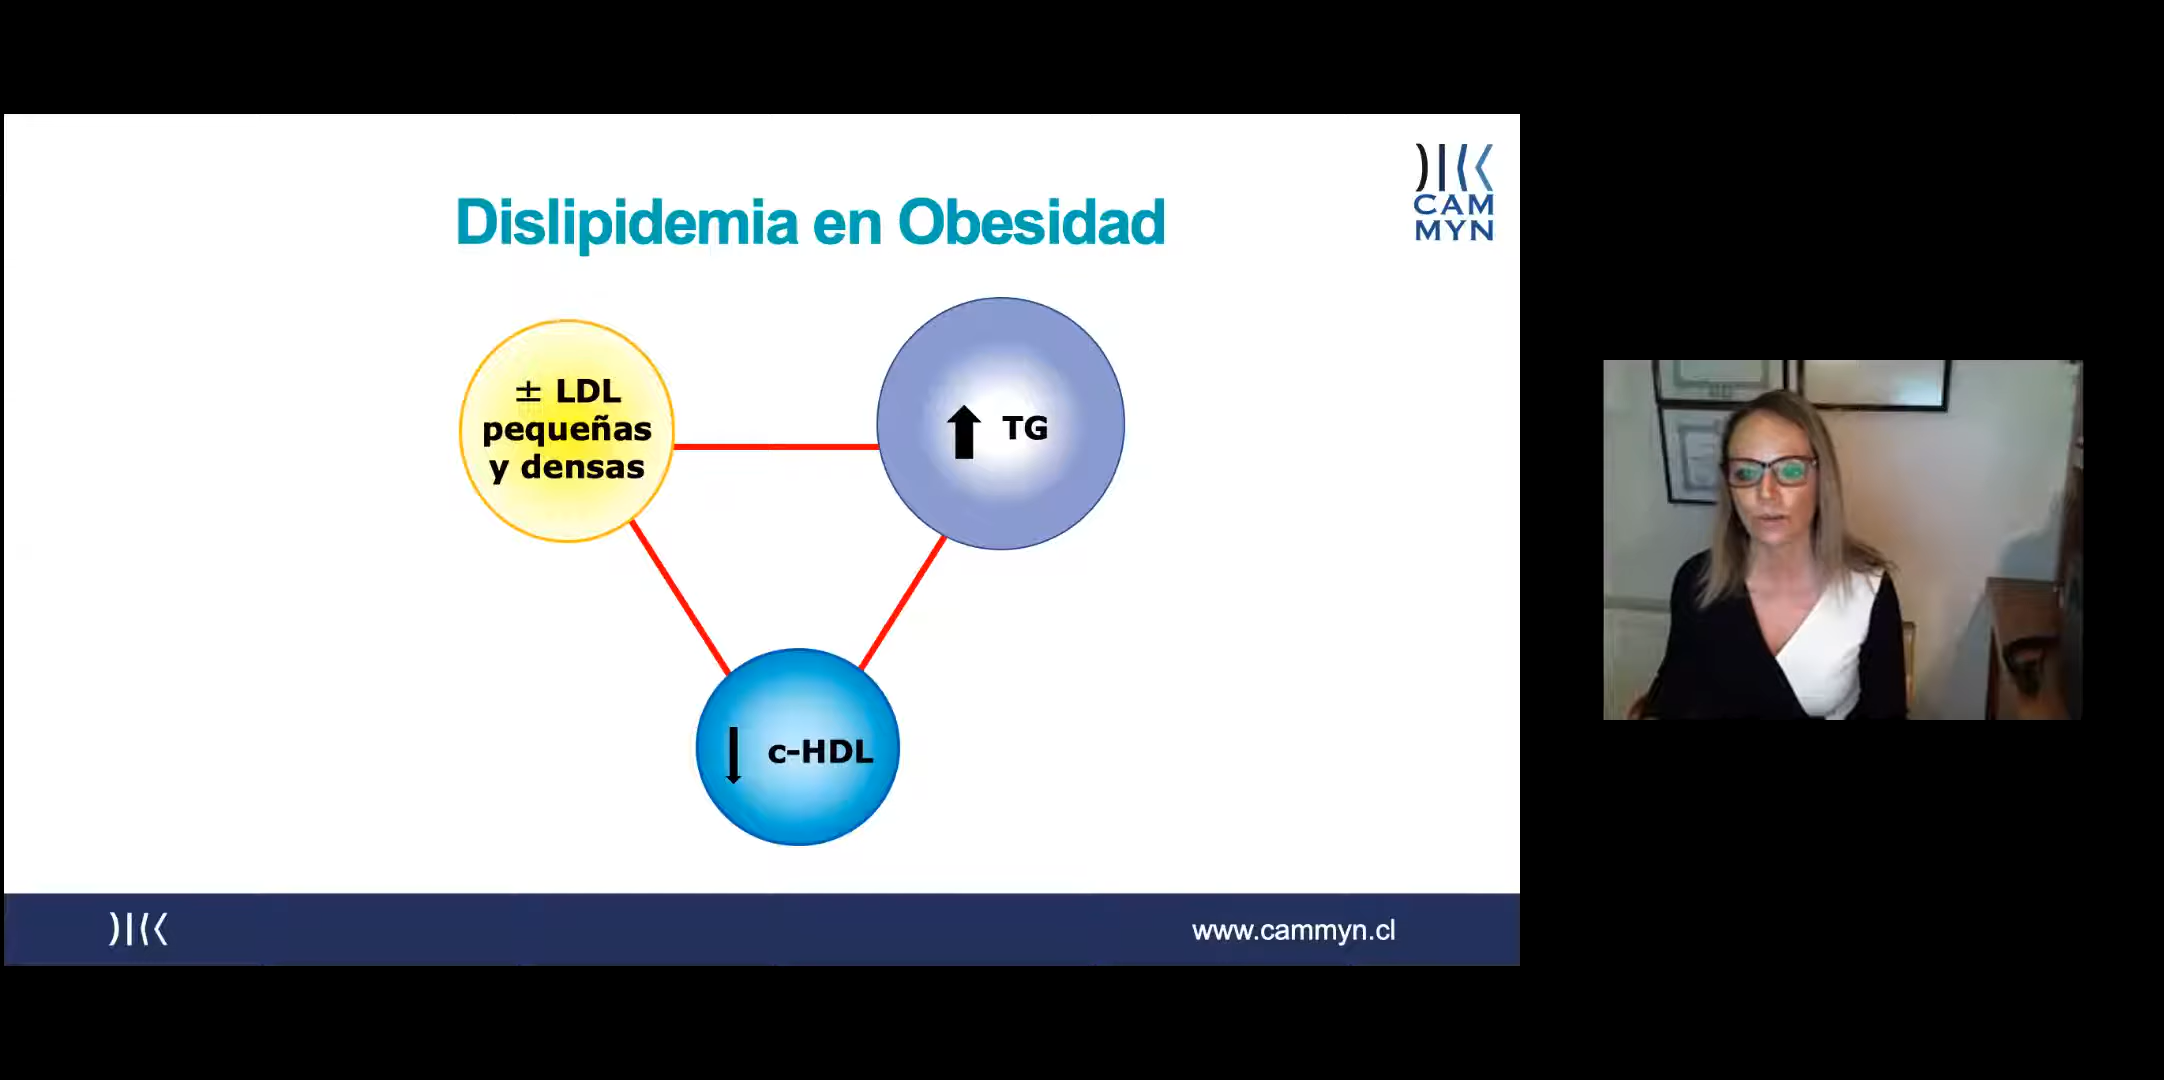 CAM
MYN
Dislipidemia en Obesidad
± LDL
pequeñas
y densas
TG
c-HDL
www.cammyn.cl